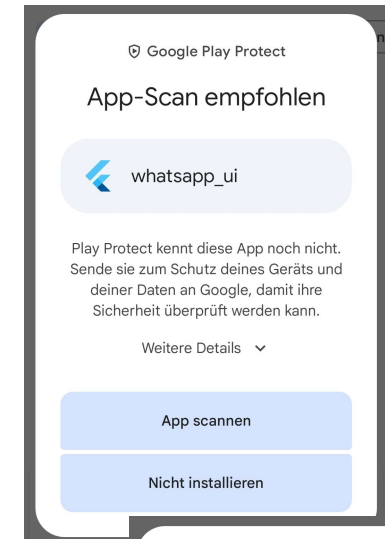 Google Play Protect
App-Scan empfohlen
whatsapp_ui
Play Protect kennt diese App noch nicht.
Sende sie zum Schutz deines Geräts und
deiner Daten an Google, damit ihre
Sicherheit überprüft werden kann.
Weitere Details
App scannen
Nicht installieren